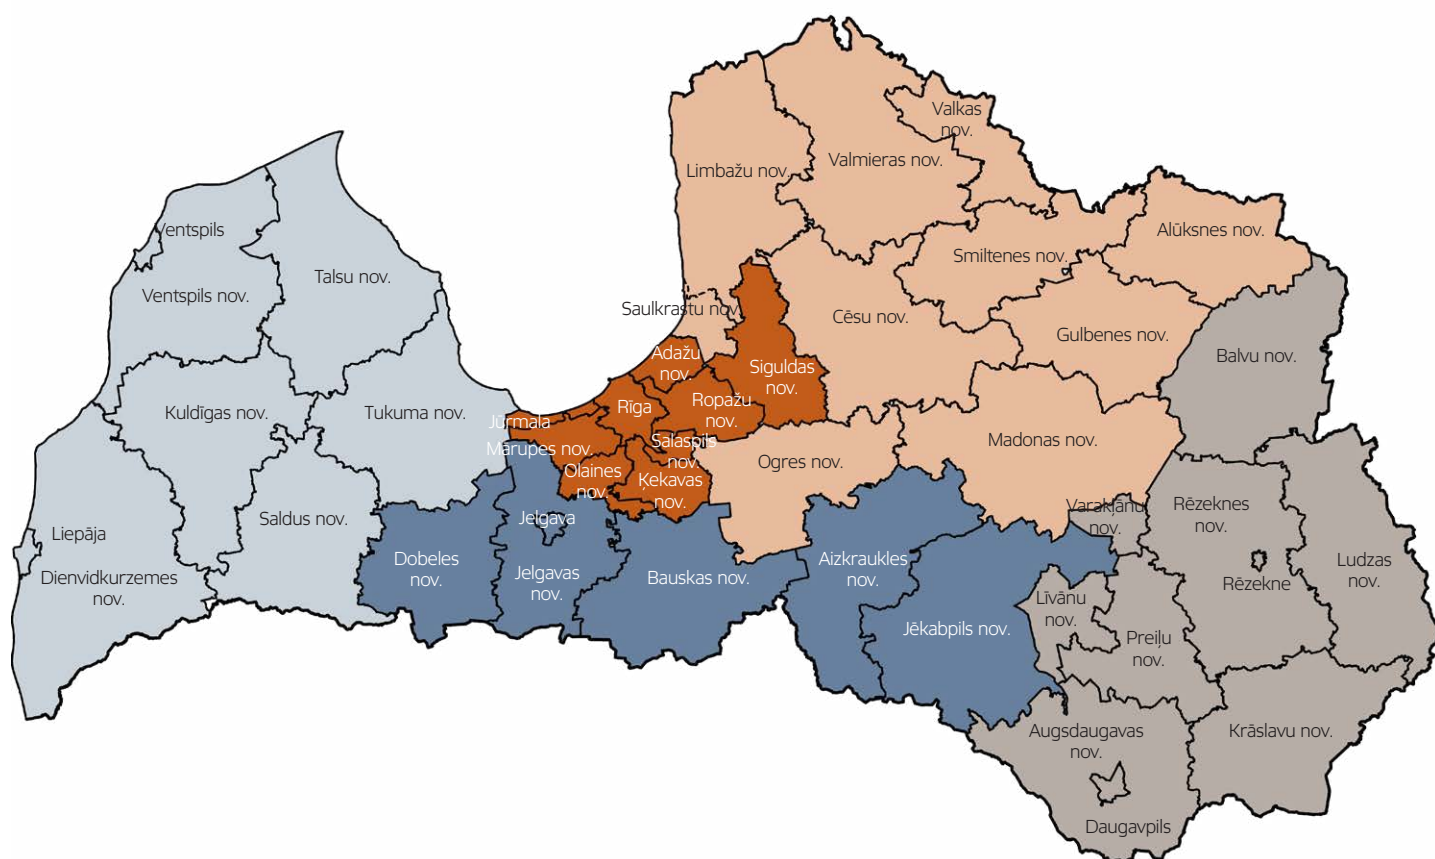 Valkas
nov.
Valmieras nov.
Limbažu nov.
Alūksnes nov.
Ventspils
Smiltenes nov.
Talsu nov.
Ventspils nov.
Saulkrastu nov.
Cēsu nov.
Gulbenes nov.
Ādažu
nov.
Balvu nov.
Siguldas
nov.
Ropažu
nov.
Rīga
Kuldīgas nov.
Tukuma nov.
Jūrmala
Mārupes nov.
Salaspils
nov.
Madonas nov.
Ogres nov.
Olaines
nov.
Ķekavas
nov.
Varakļānu
nov.
Rēzeknes
nov.
Saldus nov.
Jelgava
Liepāja
Dienvidkurzemes
nov.
Dobeles
nov.
Jelgavas
nov.
Bauskas nov.
Aizkraukles
nov.
Ludzas
nov.
Rēzekne
Līvānu
nov.
Jēkabpils nov.
Preiļu
nov.
Augsdaugavas
nov.
Krāslavu nov.
Daugavpils